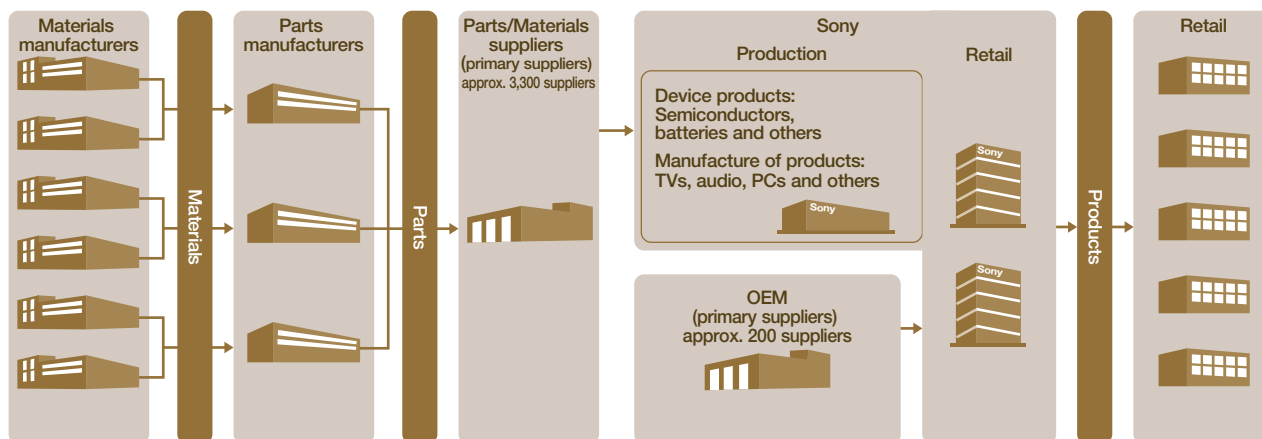 Materials
manufacturers
Materials
Parts
manufacturers
Parts
Parts/Materials
suppliers
(primary suppliers)
approx. 3,300 suppliers
Sony
Production
Device products:
Semiconductors,
batteries and others
Manufacture of products:
TVs, audio, PCs and others
Sony
OEM
(primary suppliers)
approx. 200 suppliers
Retail
Sony
Sony
Products
Retail